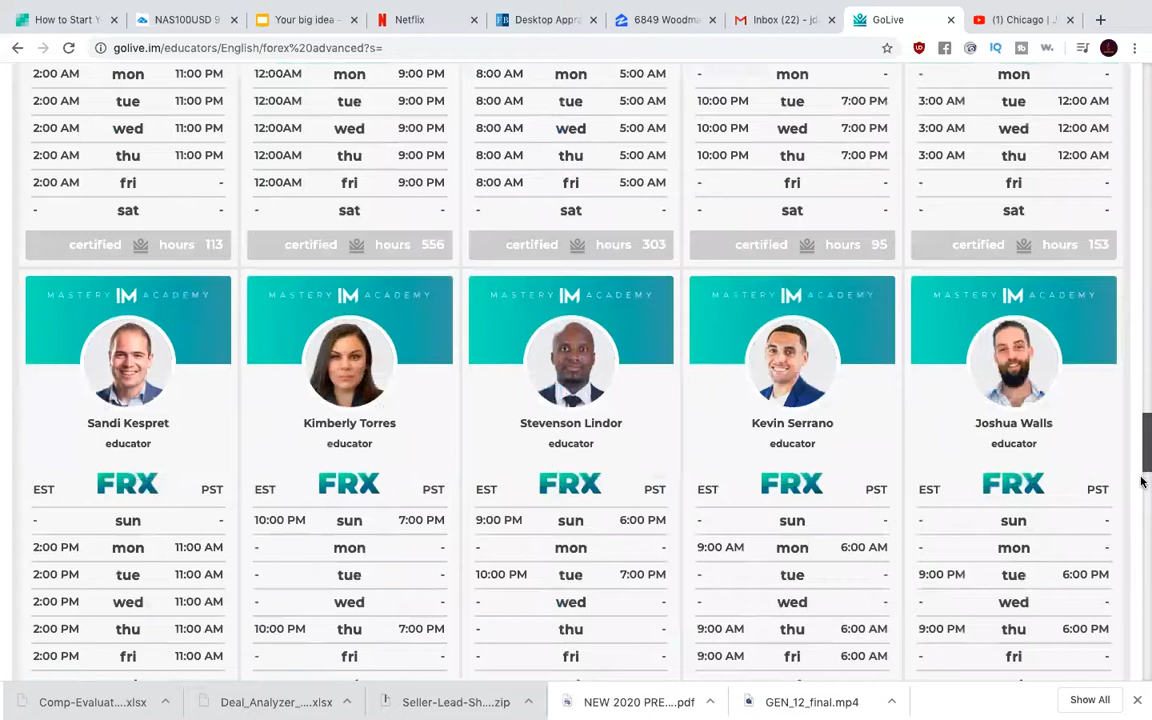 How to Start Y
NAS100USD 9
Your big idea -
Netflix
Desktop Appra
6849 Woodma
Inbox (22) - jd
GoLive
(1) Chicago |
golive.im/educators/English/forex%20advanced?s=
2:00 AM mon 11:00 PM 12:00AM mon 9:00 PM 8:00 AM mon 5:00 AM - mon - - mon -
2:00 AM tue 11:00 PM 12:00AM tue 9:00 PM 8:00 AM tue 5:00 AM 10:00 PM tue 7:00 PM 3:00 AM tue 12:00 AM
2:00 AM wed 11:00 PM 12:00AM wed 9:00 PM 8:00 AM wed 5:00 AM 10:00 PM wed 7:00 PM 3:00 AM wed 12:00 AM
2:00 AM thu 11:00 PM 12:00AM thu 9:00 PM 8:00 AM thu 5:00 AM 10:00 PM thu 7:00 PM 3:00 AM thu 12:00 AM
2:00 AM fri - 12:00AM fri 9:00 PM 8:00 AM fri 5:00 AM - fri - - fri -
- sat - - sat - - sat - - sat - - sat -
certified hours 113 certified hours 556 certified hours 303 certified hours 95 certified hours 153
MASTERY IM ACADEMY MASTERY IM ACADEMY MASTERY IM ACADEMY MASTERY IM ACADEMY MASTERY IM ACADEMY
Sandi Kespret Kimberly Torres Stevenson Lindor Kevin Serrano Joshua Walls
educator educator educator educator educator
EST FRX PST EST FRX PST EST FRX PST EST FRX PST EST FRX PST
- sun - 10:00 PM sun 7:00 PM 9:00 PM sun 6:00 PM - sun - - sun -
2:00 PM mon 11:00 AM - mon - - mon - 9:00 AM mon 6:00 AM - mon -
2:00 PM tue 11:00 AM - tue - 10:00 PM tue 7:00 PM - tue - 9:00 PM tue 6:00 PM
2:00 PM wed 11:00 AM - wed - - wed - - wed - - wed -
2:00 PM thu 11:00 AM 10:00 PM thu 7:00 PM - thu - 9:00 AM thu 6:00 AM 9:00 PM thu 6:00 PM
2:00 PM fri 11:00 AM - fri - - fri - 9:00 AM fri 6:00 AM - fri -
Comp-Evaluat....xlsx
Deal_Analyzer_....xlsx
Seller-Lead-Sh....zip
NEW 2020 PRE....pdf
GEN_12_final.mp4
Show All